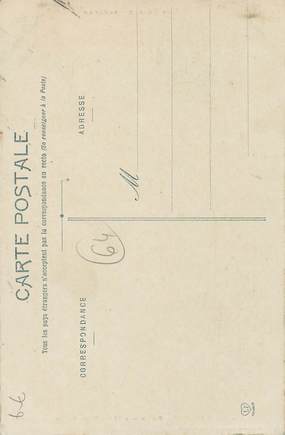 CARTE POSTALE
Tous les pays étrangers n'acceptent pas la correspondance au recto (Se renseigner à la Poste)
CORRESPONDANCE
ADRESSE
M
64